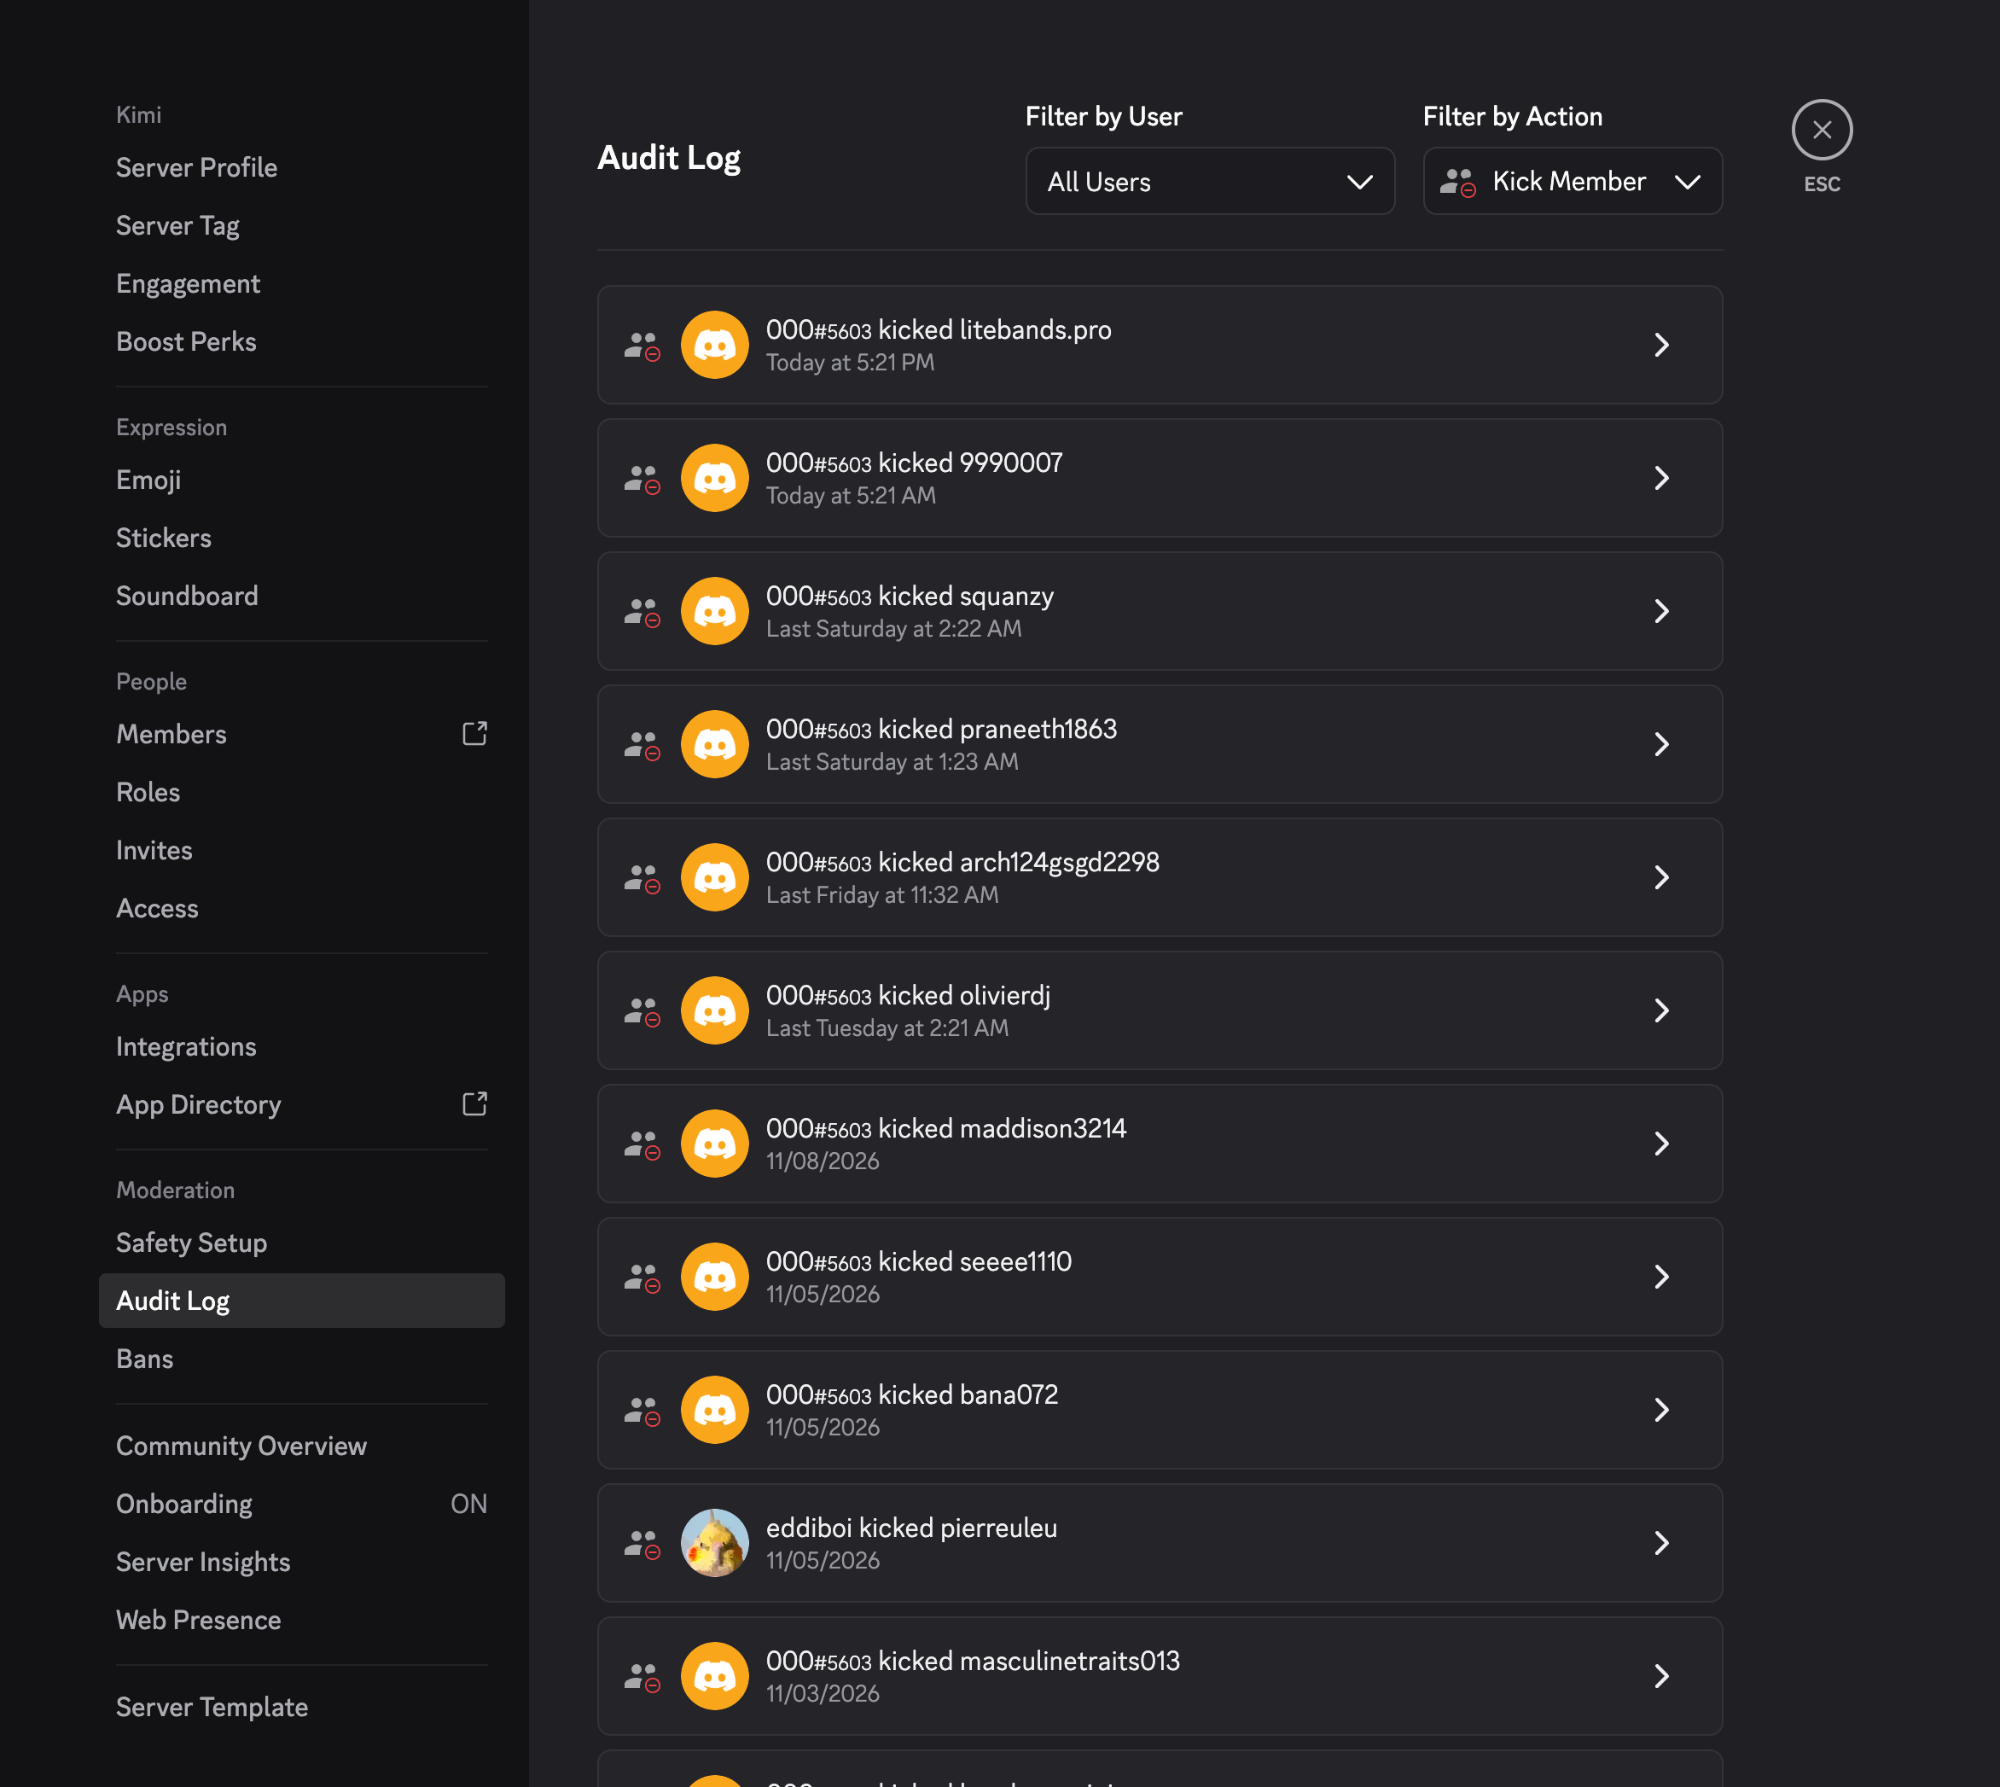 Kimi
Server Profile
Server Tag
Engagement
Boost Perks
Expression
Emoji
Stickers
Soundboard
People
Members
Roles
Invites
Access
Apps
Integrations
App Directory
Moderation
Safety Setup
Audit Log
Bans
Community Overview
Onboarding ON
Server Insights
Web Presence
Server Template
Audit Log
Filter by User
All Users
Filter by Action
Kick Member
ESC
000#5603 kicked litebands.pro
Today at 5:21 PM
000#5603 kicked 9990007
Today at 5:21 AM
000#5603 kicked squanzy
Last Saturday at 2:22 AM
000#5603 kicked praneeth1863
Last Saturday at 1:23 AM
000#5603 kicked arch124gsgd2298
Last Friday at 11:32 AM
000#5603 kicked olivierdj
Last Tuesday at 2:21 AM
000#5603 kicked maddison3214
11/08/2026
000#5603 kicked seeee1110
11/05/2026
000#5603 kicked bana072
11/05/2026
eddiboi kicked pierreuleu
11/05/2026
000#5603 kicked masculinetraits013
11/03/2026